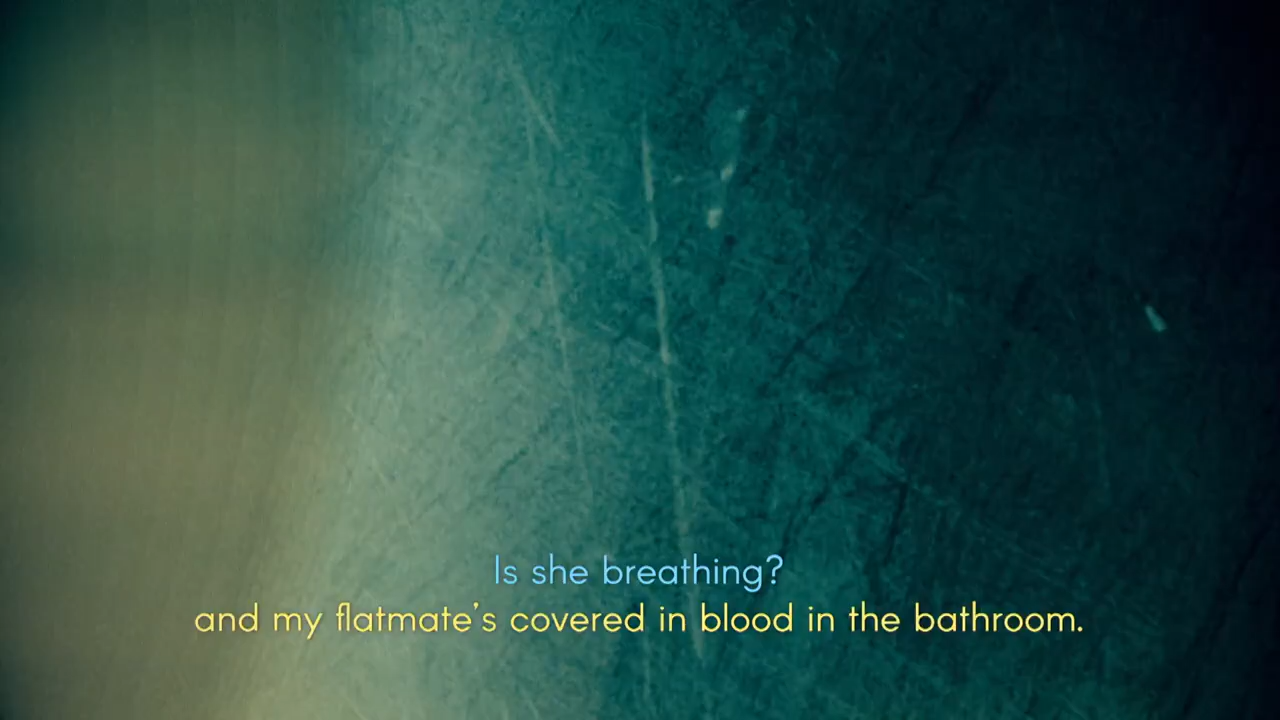 Is she breathing?
and my flatmate's covered in blood in the bathroom.